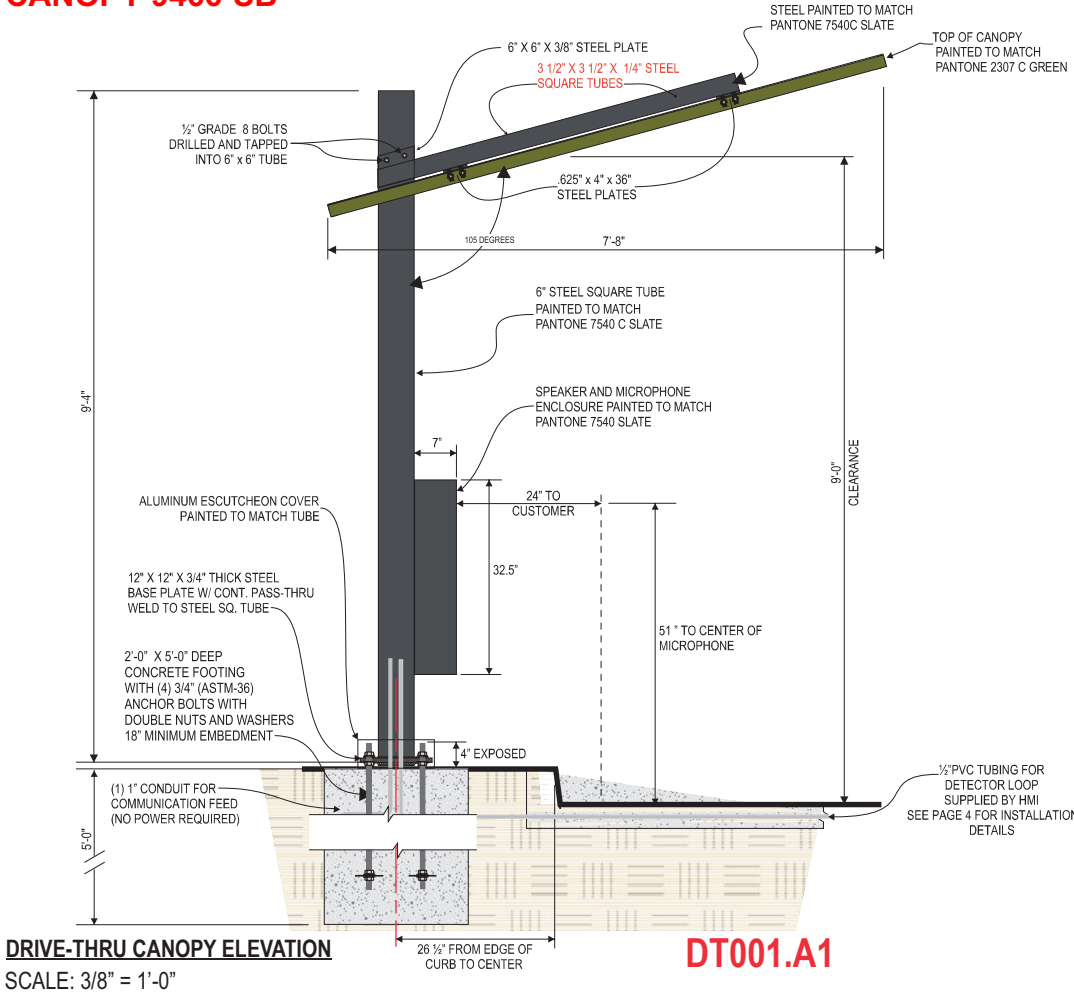 CANOPY 9400-SB
STEEL PAINTED TO MATCH
PANTONE 7540C SLATE
TOP OF CANOPY
PAINTED TO MATCH
PANTONE 2307 C GREEN
6" X 6" X 3/8" STEEL PLATE
3 1/2" X 3 1/2" X 1/4" STEEL
SQUARE TUBES
½" GRADE 8 BOLTS
DRILLED AND TAPPED
INTO 6" x 6" TUBE
.625" x 4" x 36"
STEEL PLATES
105 DEGREES
7'-8"
6" STEEL SQUARE TUBE
PAINTED TO MATCH
PANTONE 7540 C SLATE
9'-4"
SPEAKER AND MICROPHONE
ENCLOSURE PAINTED TO MATCH
PANTONE 7540 SLATE
7"
9'-0"
CLEARANCE
ALUMINUM ESCUTCHEON COVER
PAINTED TO MATCH TUBE
24" TO
CUSTOMER
32.5"
12" X 12" X 3/4" THICK STEEL
BASE PLATE W/ CONT. PASS-THRU
WELD TO STEEL SQ. TUBE
51 " TO CENTER OF
MICROPHONE
2'-0" X 5'-0" DEEP
CONCRETE FOOTING
WITH (4) 3/4" (ASTM-36)
ANCHOR BOLTS WITH
DOUBLE NUTS AND WASHERS
18" MINIMUM EMBEDMENT
4" EXPOSED
(1) 1" CONDUIT FOR
COMMUNICATION FEED
(NO POWER REQUIRED)
½"PVC TUBING FOR
DETECTOR LOOP
SUPPLIED BY HMI
SEE PAGE 4 FOR INSTALLATION
DETAILS
5'-0"
DRIVE-THRU CANOPY ELEVATION
SCALE: 3/8" = 1'-0"
26 ½" FROM EDGE OF
CURB TO CENTER
DT001.A1